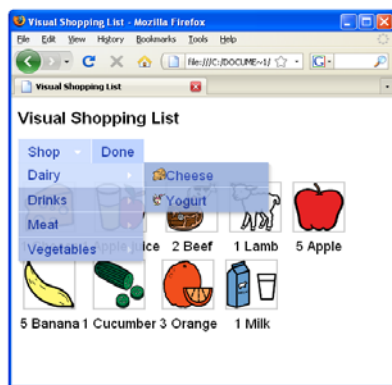 Visual Shopping List - Mozilla Firefox
File Edit View History Bookmarks Tools Help
file:///C:/DOCUME~1/
Visual Shopping List
Visual Shopping List
Shop Done
Dairy Cheese
Drinks Yogurt
Meat
Vegetables
Juice 2 Beef 1 Lamb 5 Apple
5 Banana 1 Cucumber 3 Orange 1 Milk